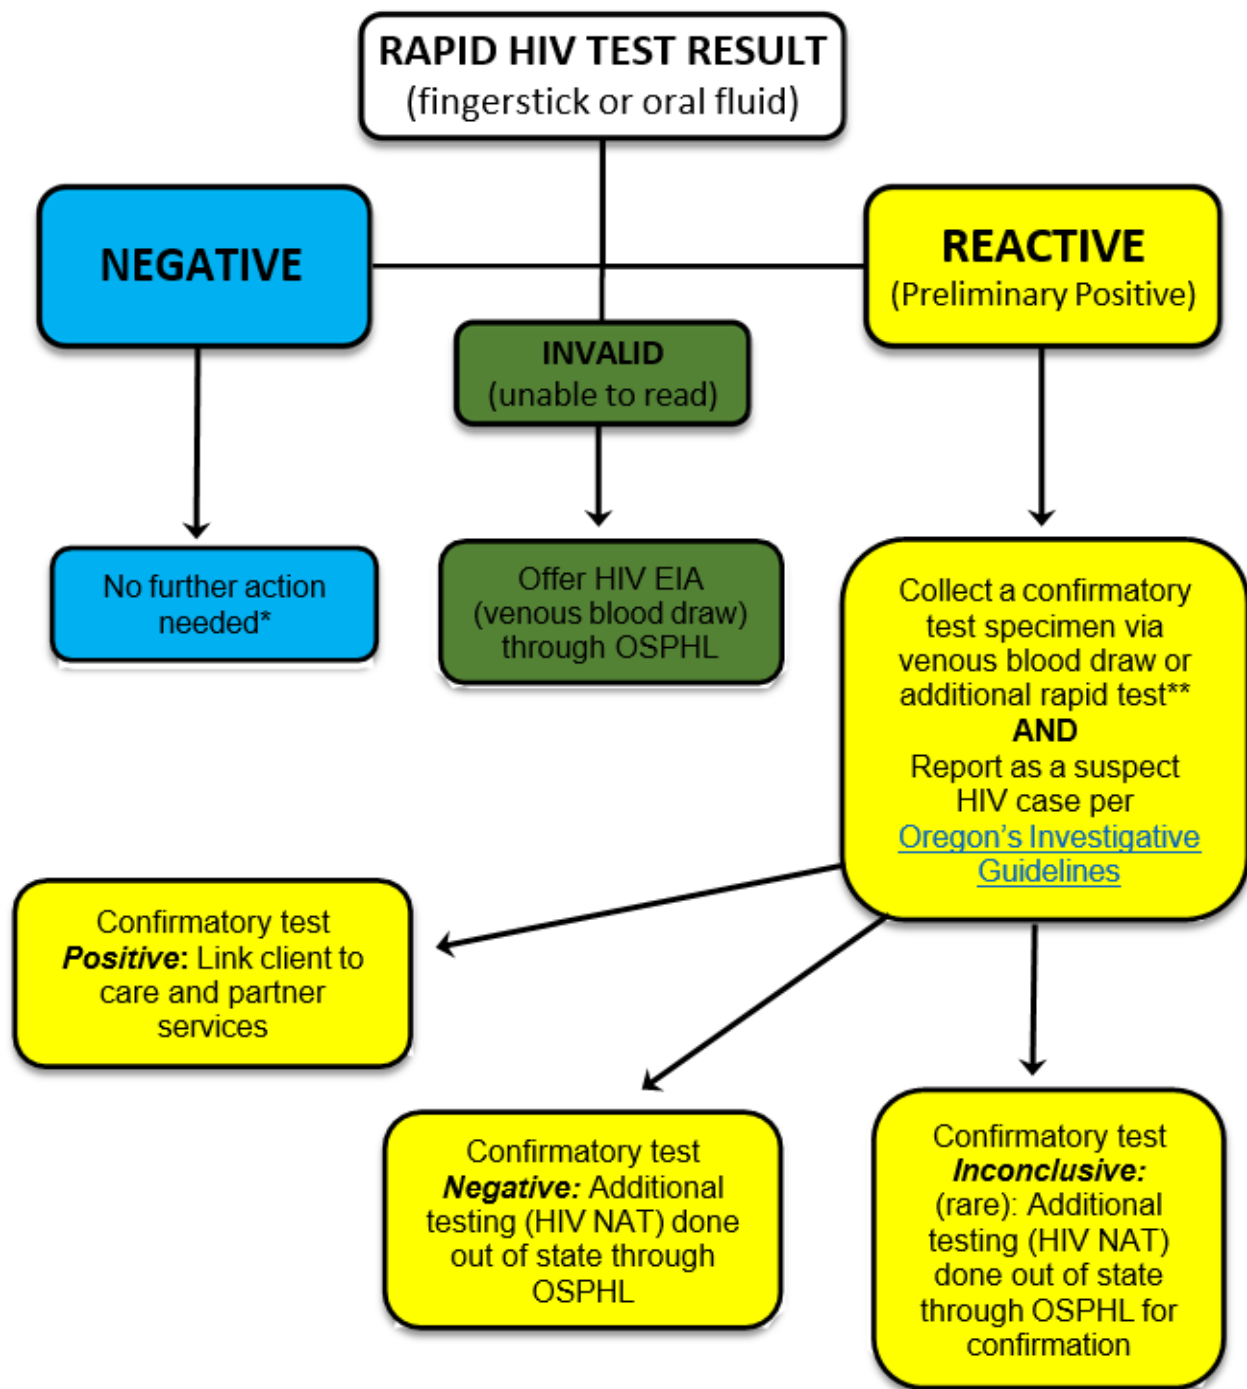 RAPID HIV TEST RESULT
(fingerstick or oral fluid)
NEGATIVE
REACTIVE
(Preliminary Positive)
INVALID
(unable to read)
No further action
needed*
Offer HIV EIA
(venous blood draw)
through OSPHL
Collect a confirmatory
test specimen via
venous blood draw or
additional rapid test**
AND
Report as a suspect
HIV case per
Oregon's Investigative
Guidelines
Confirmatory test
Positive: Link client to
care and partner
services
Confirmatory test
Negative: Additional
testing (HIV NAT) done
out of state through
OSPHL
Confirmatory test
Inconclusive:
(rare): Additional
testing (HIV NAT)
done out of state
through OSPHL for
confirmation